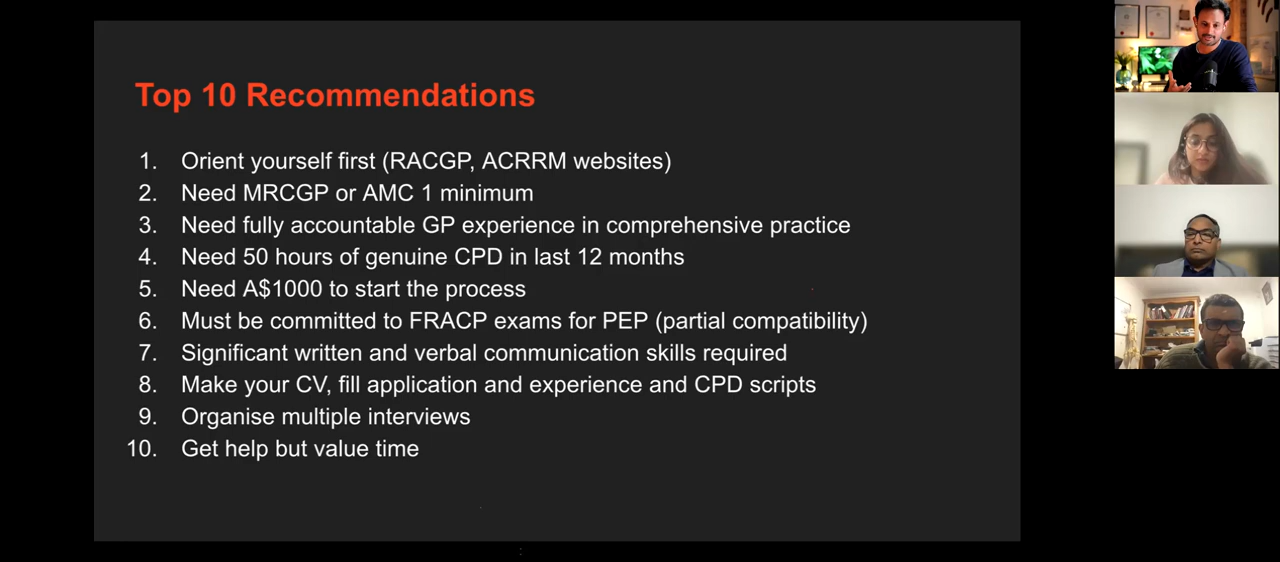 Top 10 Recommendations
1. Orient yourself first (RACGP, ACRRM websites)
2. Need MRCGP or AMC 1 minimum
3. Need fully accountable GP experience in comprehensive practice
4. Need 50 hours of genuine CPD in last 12 months
5. Need A$1000 to start the process
6. Must be committed to FRACP exams for PEP (partial compatibility)
7. Significant written and verbal communication skills required
8. Make your CV, fill application and experience and CPD scripts
9. Organise multiple interviews
10. Get help but value time